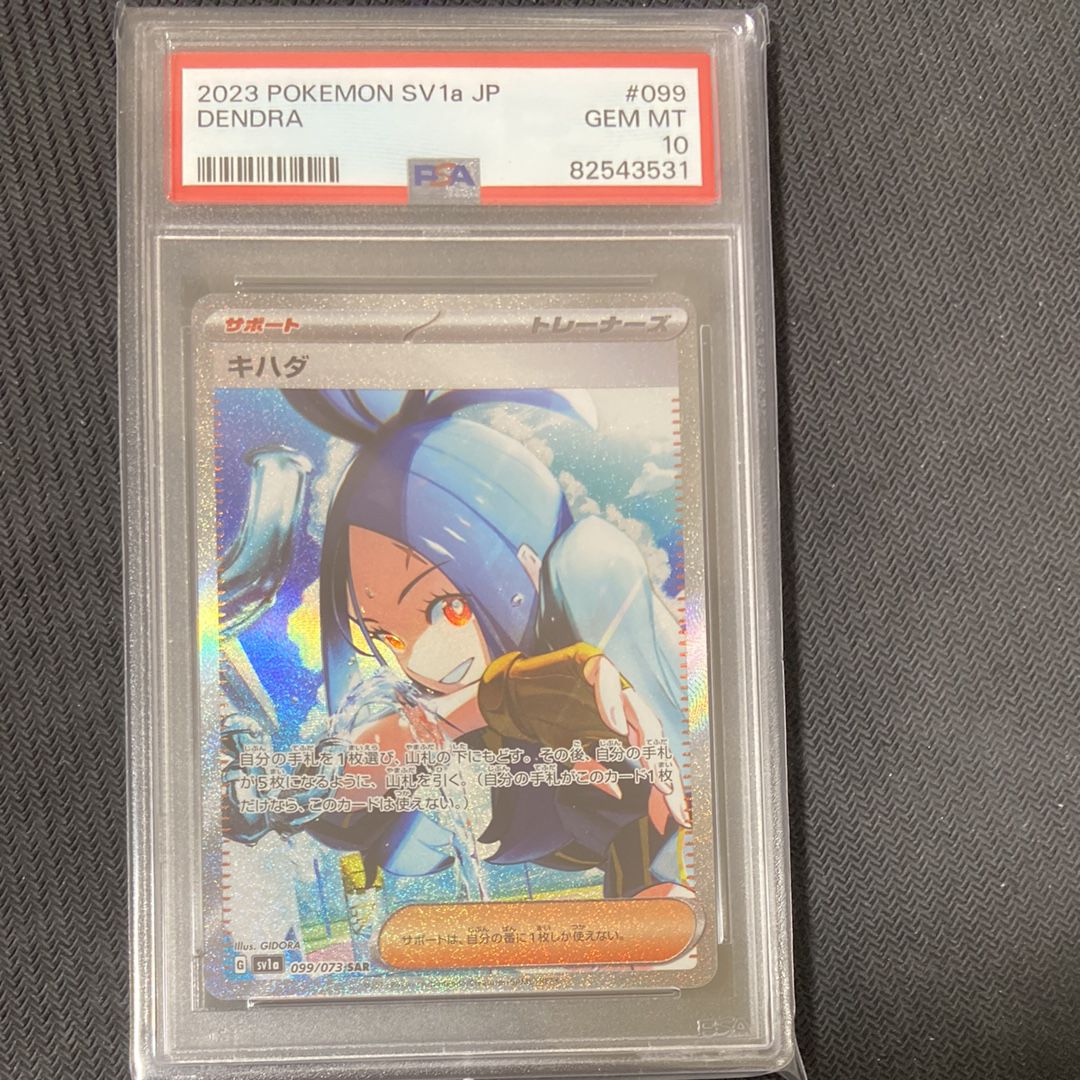 2023 POKEMON SV1a JP #099
DENDRA GEM MT
10
PSA 82543531
サポート トレーナーズ
キハダ
自分の手札を1枚選び、山札の下にもどす。その後、自分の手札
が5枚になるように、山札を引く。（自分の手札がこのカード1枚
だけなら、このカードは使えない。）
サポートは、自分の番に1枚しか使えない。
Illus. GIDORA
G sv1a 099/073 SAR
PSA